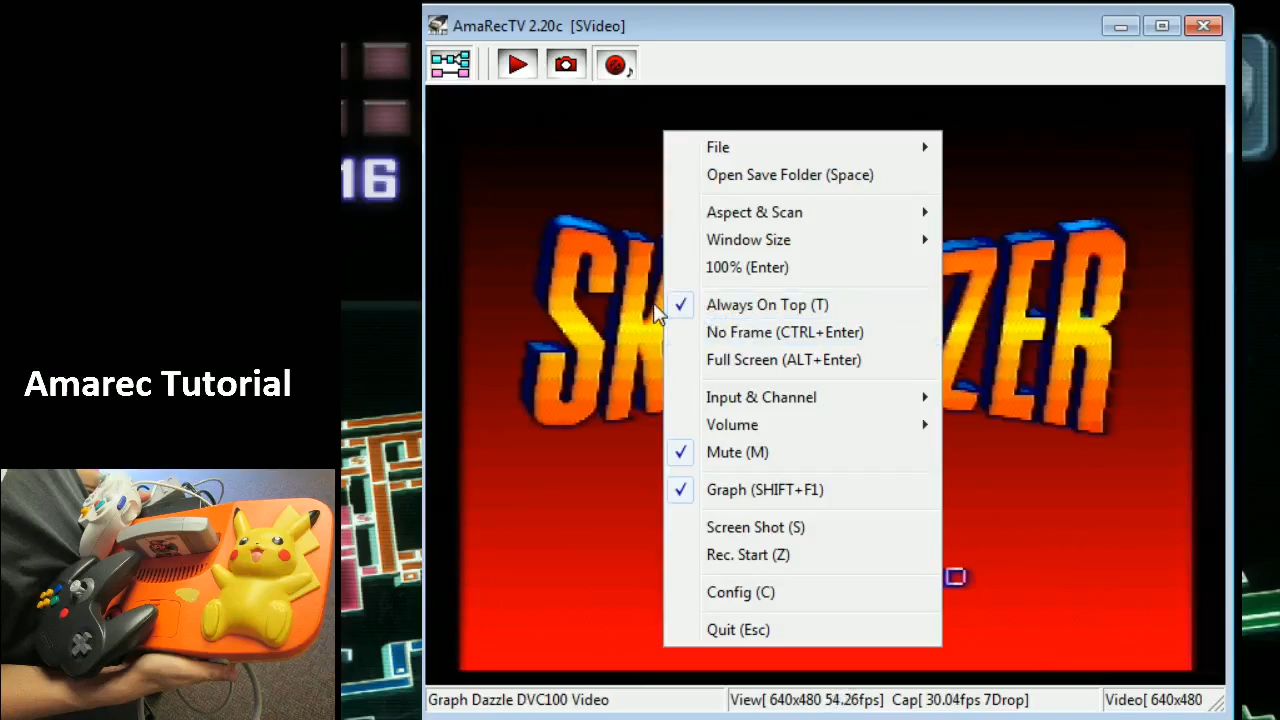 AmaRecTV 2.20c [SVideo]
16
File
Open Save Folder (Space)
Aspect & Scan
Window Size
100% (Enter)
Always On Top (T)
No Frame (CTRL+Enter)
Full Screen (ALT+Enter)
Input & Channel
Volume
Mute (M)
Graph (SHIFT+F1)
Screen Shot (S)
Rec. Start (Z)
Config (C)
Quit (Esc)
Amarec Tutorial
Graph Dazzle DVC100 Video
View[ 640x480 54.26fps] Cap[ 30.04fps 7Drop]
Video[ 640x480